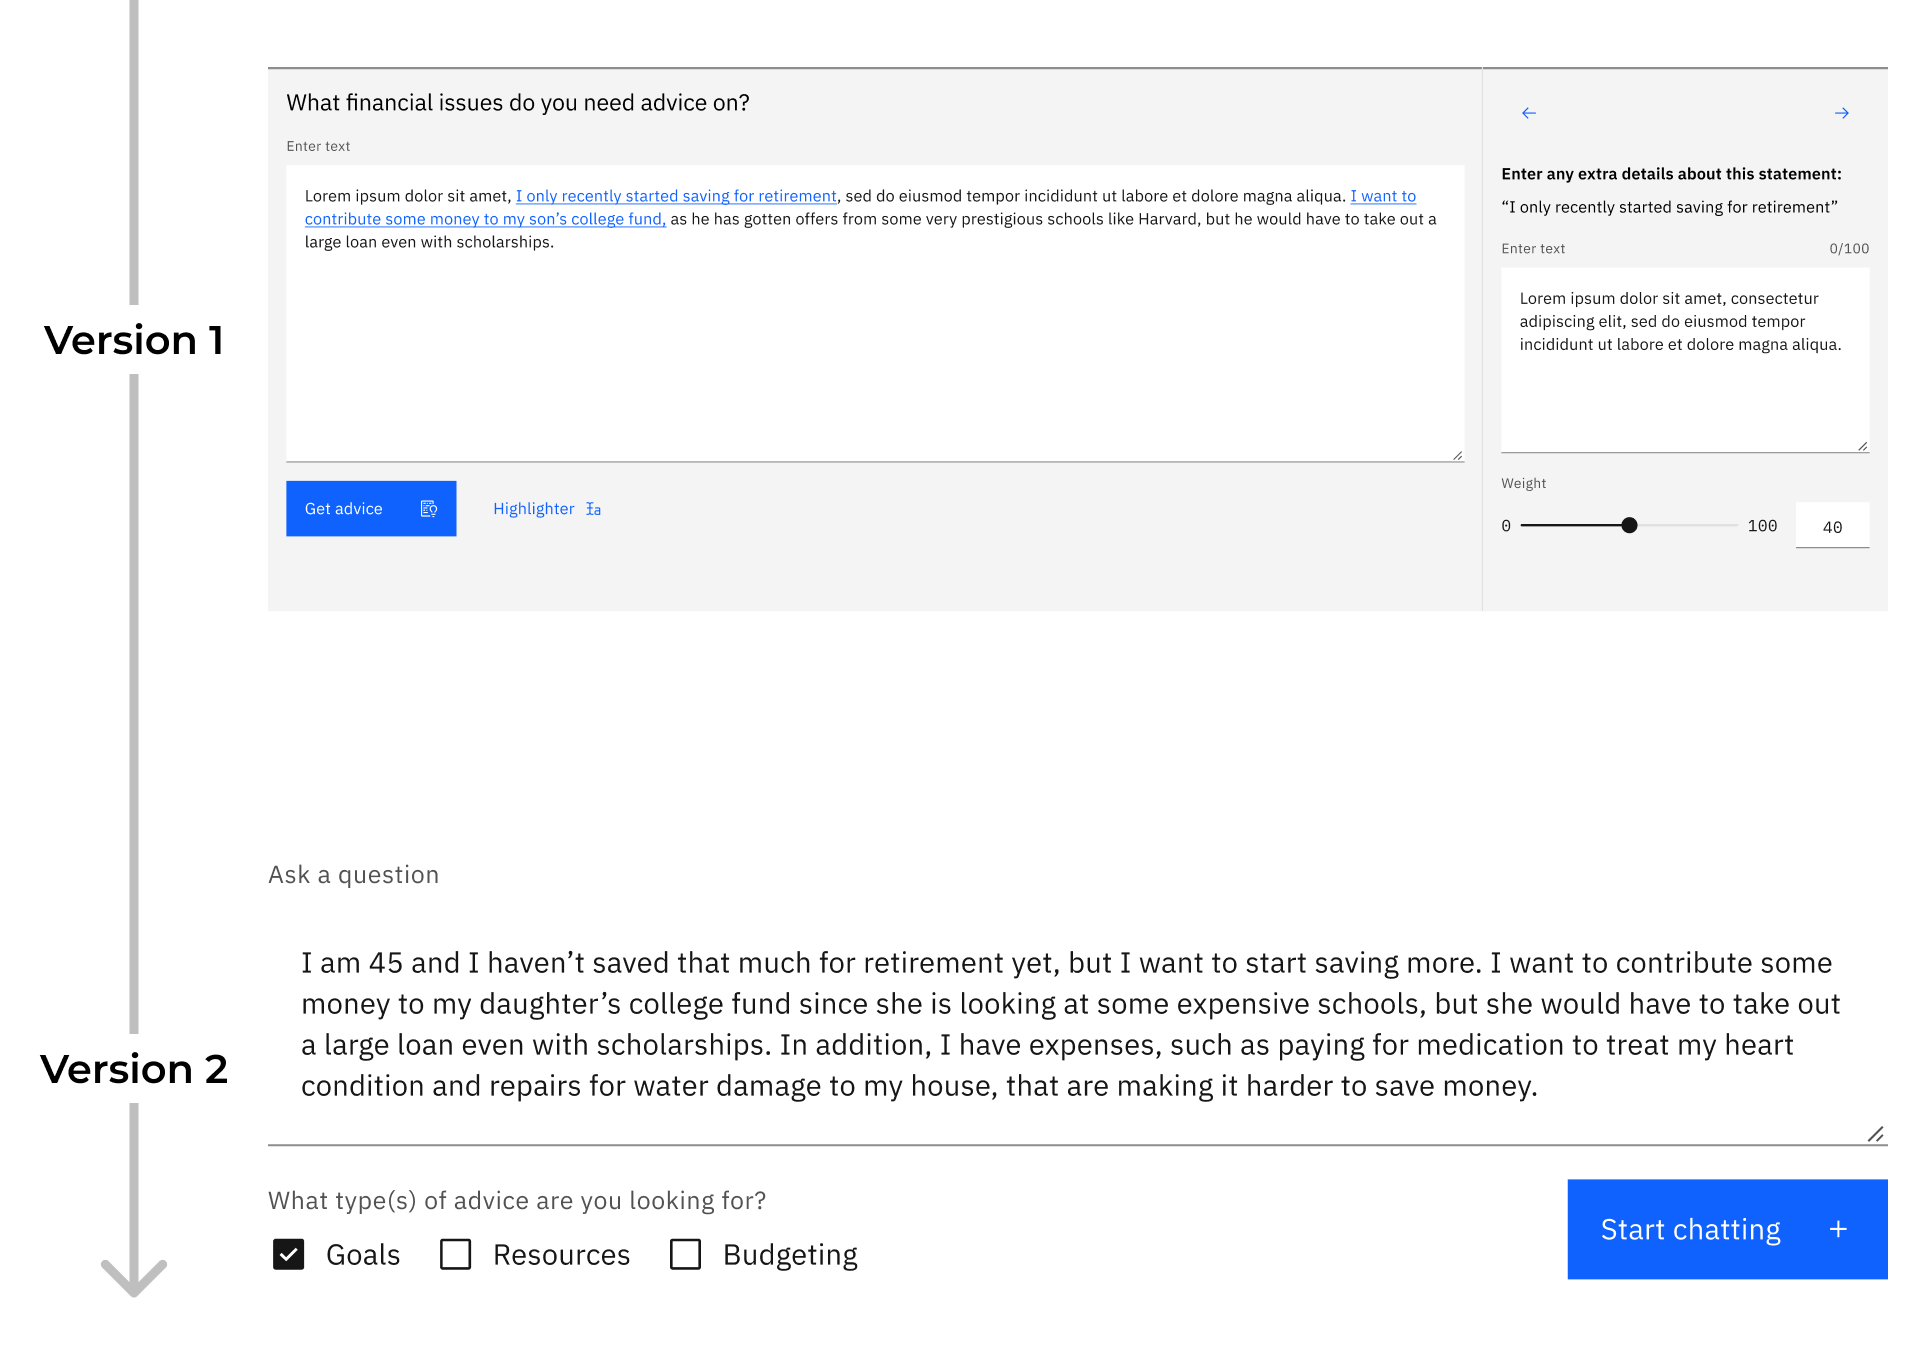 Version 1
What financial issues do you need advice on?
Enter text
Lorem ipsum dolor sit amet, I only recently started saving for retirement, sed do eiusmod tempor incididunt ut labore et dolore magna aliqua. I want to
contribute some money to my son’s college fund, as he has gotten offers from some very prestigious schools like Harvard, but he would have to take out a
large loan even with scholarships.
Get advice
Highlighter
Enter any extra details about this statement:
“I only recently started saving for retirement”
Enter text 0/100
Lorem ipsum dolor sit amet, consectetur
adipiscing elit, sed do eiusmod tempor
incididunt ut labore et dolore magna aliqua.
Weight
0 100 40
Version 2
Ask a question
I am 45 and I haven’t saved that much for retirement yet, but I want to start saving more. I want to contribute some
money to my daughter’s college fund since she is looking at some expensive schools, but she would have to take out
a large loan even with scholarships. In addition, I have expenses, such as paying for medication to treat my heart
condition and repairs for water damage to my house, that are making it harder to save money.
What type(s) of advice are you looking for?
Goals Resources Budgeting
Start chatting +